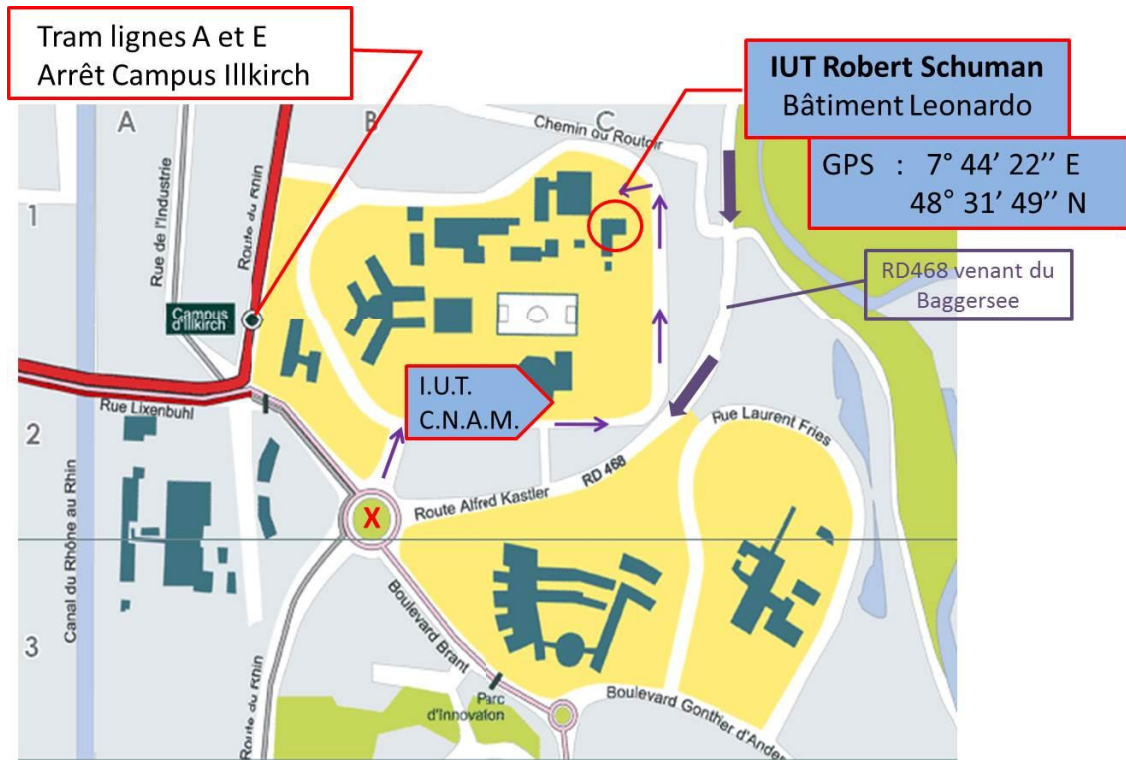 Tram lignes A et E
Arrêt Campus Illkirch
IUT Robert Schuman
Bâtiment Leonardo
GPS : 7° 44’ 22’’ E
48° 31’ 49’’ N
A
B
C
Chemin du Routoir
1
Rue de l'Industrie
Route du Rhin
Campus
d'Illkirch
RD468 venant du
Baggersee
I.U.T.
C.N.A.M.
Rue Lixenbuhl
2
Rue Laurent Fries
RD 468
Route Alfred Kastler
X
Canal du Rhône au Rhin
3
Boulevard Brant
Route du Rhin
Parc
d'Innovation
Boulevard Gonthier d'Ander